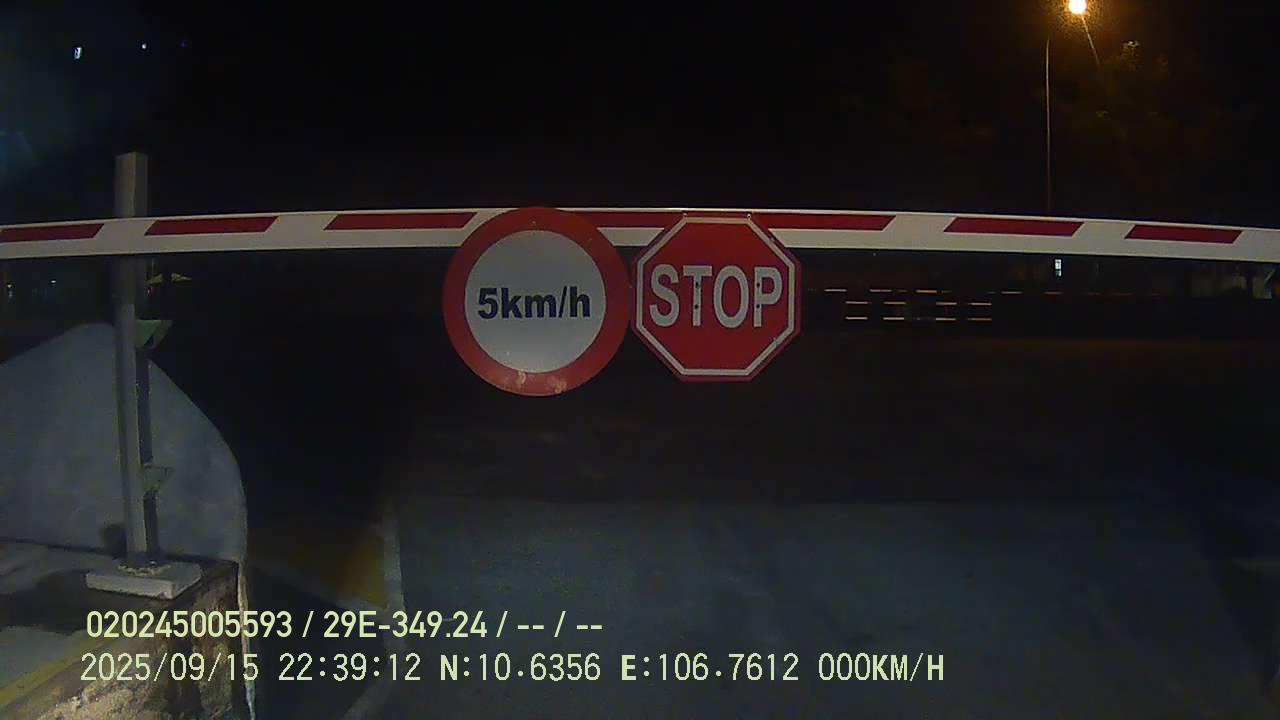 5km/h
STOP
020245005593 / 29E-349.24 / -- / --
2025/09/15 22:39:12 N:10.6356 E:106.7612 000KM/H